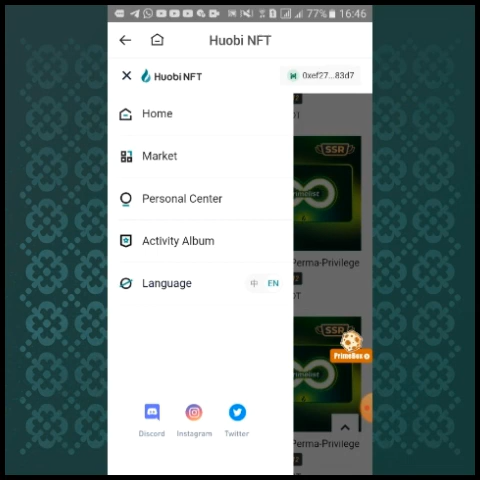 77% 16:46
Huobi NFT
Huobi NFT
0xef27...83d7
Home
SSR
Market
Personal Center
Perma-Privilege
Activity Album
Language
中 EN
SSR
PrimeBox
Discord
Instagram
Twitter
Perma-Privilege